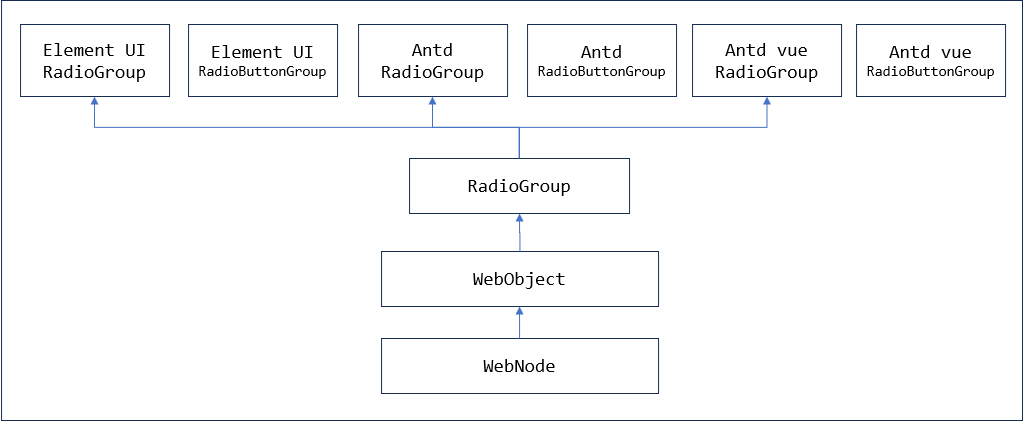 Element UI
RadioGroup
Element UI
RadioButtonGroup
Antd
RadioGroup
Antd
RadioButtonGroup
Antd vue
RadioGroup
Antd vue
RadioButtonGroup
RadioGroup
WebObject
WebNode